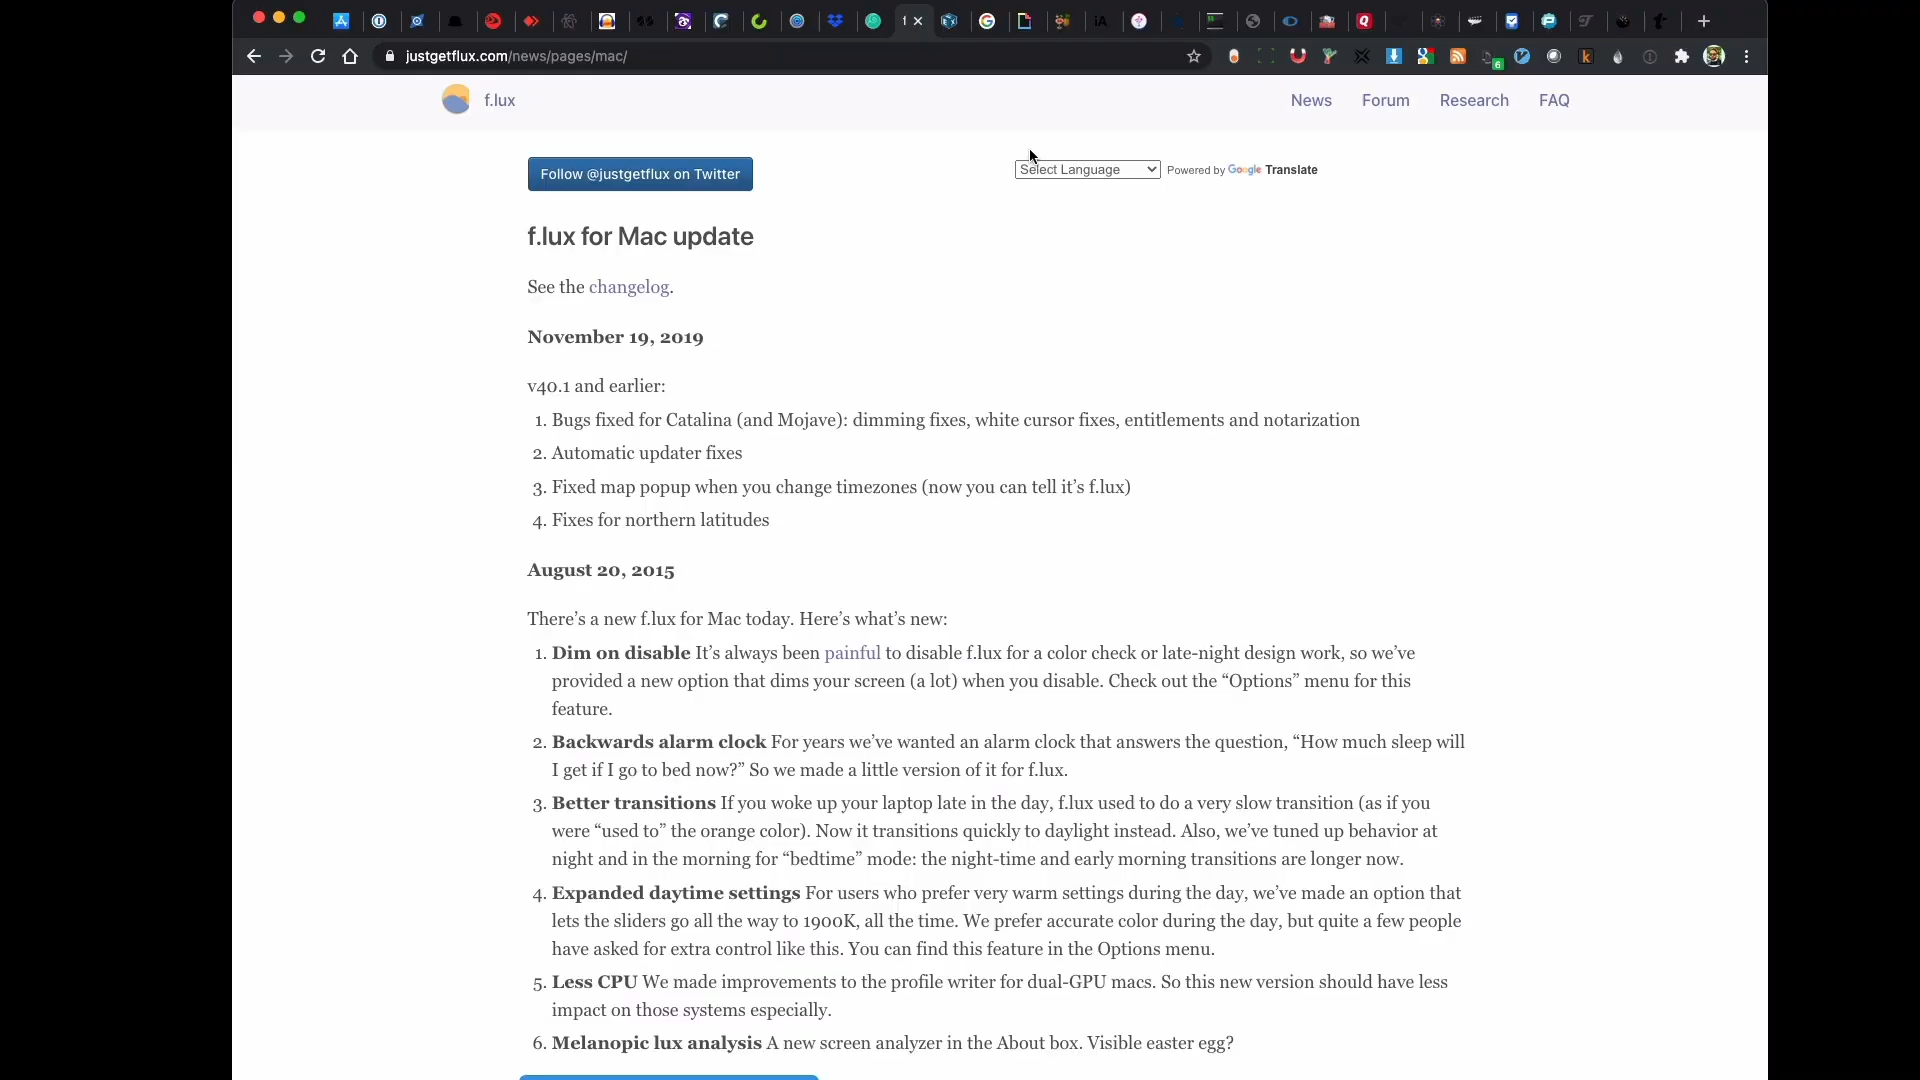 justgetflux.com/news/pages/mac/
f.lux
News
Forum
Research
FAQ
Follow @justgetflux on Twitter
Select Language
Powered by Google Translate
f.lux for Mac update
See the changelog.
November 19, 2019
v40.1 and earlier:
1. Bugs fixed for Catalina (and Mojave): dimming fixes, white cursor fixes, entitlements and notarization
2. Automatic updater fixes
3. Fixed map popup when you change timezones (now you can tell it’s f.lux)
4. Fixes for northern latitudes
August 20, 2015
There’s a new f.lux for Mac today. Here’s what’s new:
1. Dim on disable It’s always been painful to disable f.lux for a color check or late-night design work, so we’ve
provided a new option that dims your screen (a lot) when you disable. Check out the “Options” menu for this
feature.
2. Backwards alarm clock For years we’ve wanted an alarm clock that answers the question, “How much sleep will
I get if I go to bed now?” So we made a little version of it for f.lux.
3. Better transitions If you woke up your laptop late in the day, f.lux used to do a very slow transition (as if you
were “used to” the orange color). Now it transitions quickly to daylight instead. Also, we’ve tuned up behavior at
night and in the morning for “bedtime” mode: the night-time and early morning transitions are longer now.
4. Expanded daytime settings For users who prefer very warm settings during the day, we’ve made an option that
lets the sliders go all the way to 1900K, all the time. We prefer accurate color during the day, but quite a few people
have asked for extra control like this. You can find this feature in the Options menu.
5. Less CPU We made improvements to the profile writer for dual-GPU macs. So this new version should have less
impact on those systems especially.
6. Melanopic lux analysis A new screen analyzer in the About box. Visible easter egg?